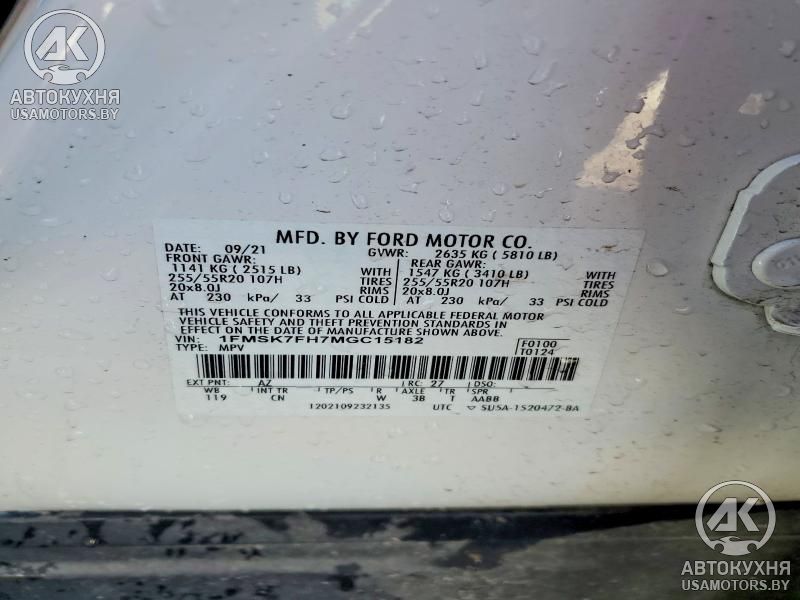 AK
АВТОКУХНЯ
USAMOTORS.BY
MFD. BY FORD MOTOR CO.
DATE: 09/21 GVWR: 2635 KG ( 5810 LB)
FRONT GAWR: REAR GAWR:
1141 KG ( 2515 LB) WITH 1547 KG ( 3410 LB) WITH
255/55R20 107H TIRES 255/55R20 107H TIRES
20x8.0J RIMS 20x8.0J RIMS
AT 230 kPa/ 33 PSI COLD AT 230 kPa/ 33 PSI COLD
THIS VEHICLE CONFORMS TO ALL APPLICABLE FEDERAL MOTOR
VEHICLE SAFETY AND THEFT PREVENTION STANDARDS IN
EFFECT ON THE DATE OF MANUFACTURE SHOWN ABOVE.
VIN: 1FMSK7FH7MGC15182 F0100
TYPE: MPV T0124
EXT PNT: AZ RC: 27 DSO:
WB INT TR TP/PS R AXLE TR SPR
119 CN W 3B T AABB
1202109232135 UTC ▽ SU5A-1520472-BA
AK
АВТОКУХНЯ
USAMOTORS.BY